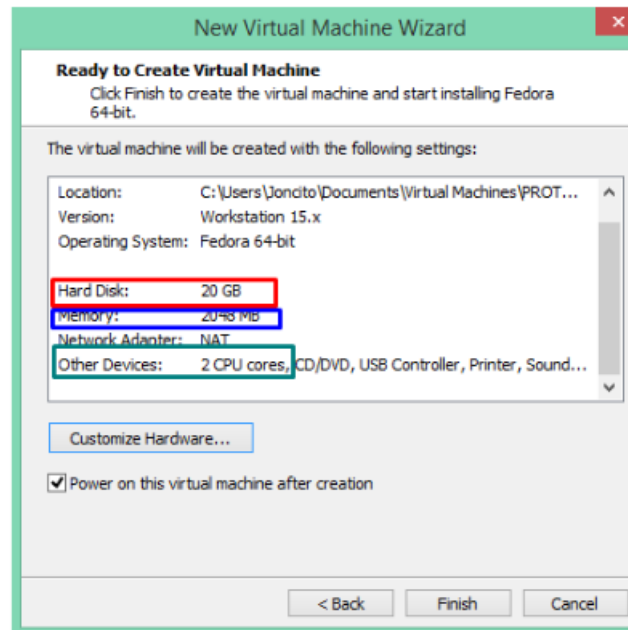 New Virtual Machine Wizard
Ready to Create Virtual Machine
Click Finish to create the virtual machine and start installing Fedora
64-bit.
The virtual machine will be created with the following settings:
Location: C:\Users\Joncito\Documents\Virtual Machines\PROT...
Version: Workstation 15.x
Operating System: Fedora 64-bit
Hard Disk: 20 GB
Memory: 2048 MB
Network Adapter: NAT
Other Devices: 2 CPU cores, CD/DVD, USB Controller, Printer, Sound...
Customize Hardware...
Power on this virtual machine after creation
< Back Finish Cancel